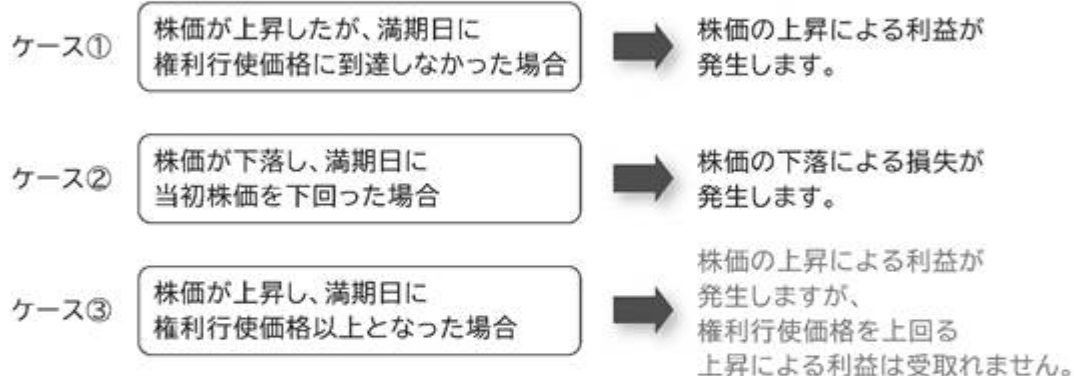 ケース①
株価が上昇したが、満期日に
権利行使価格に到達しなかった場合
株価の上昇による利益が
発生します。
ケース②
株価が下落し、満期日に
当初株価を下回った場合
株価の下落による損失が
発生します。
ケース③
株価が上昇し、満期日に
権利行使価格以上となった場合
株価の上昇による利益が
発生しますが、
権利行使価格を上回る
上昇による利益は受取れません。